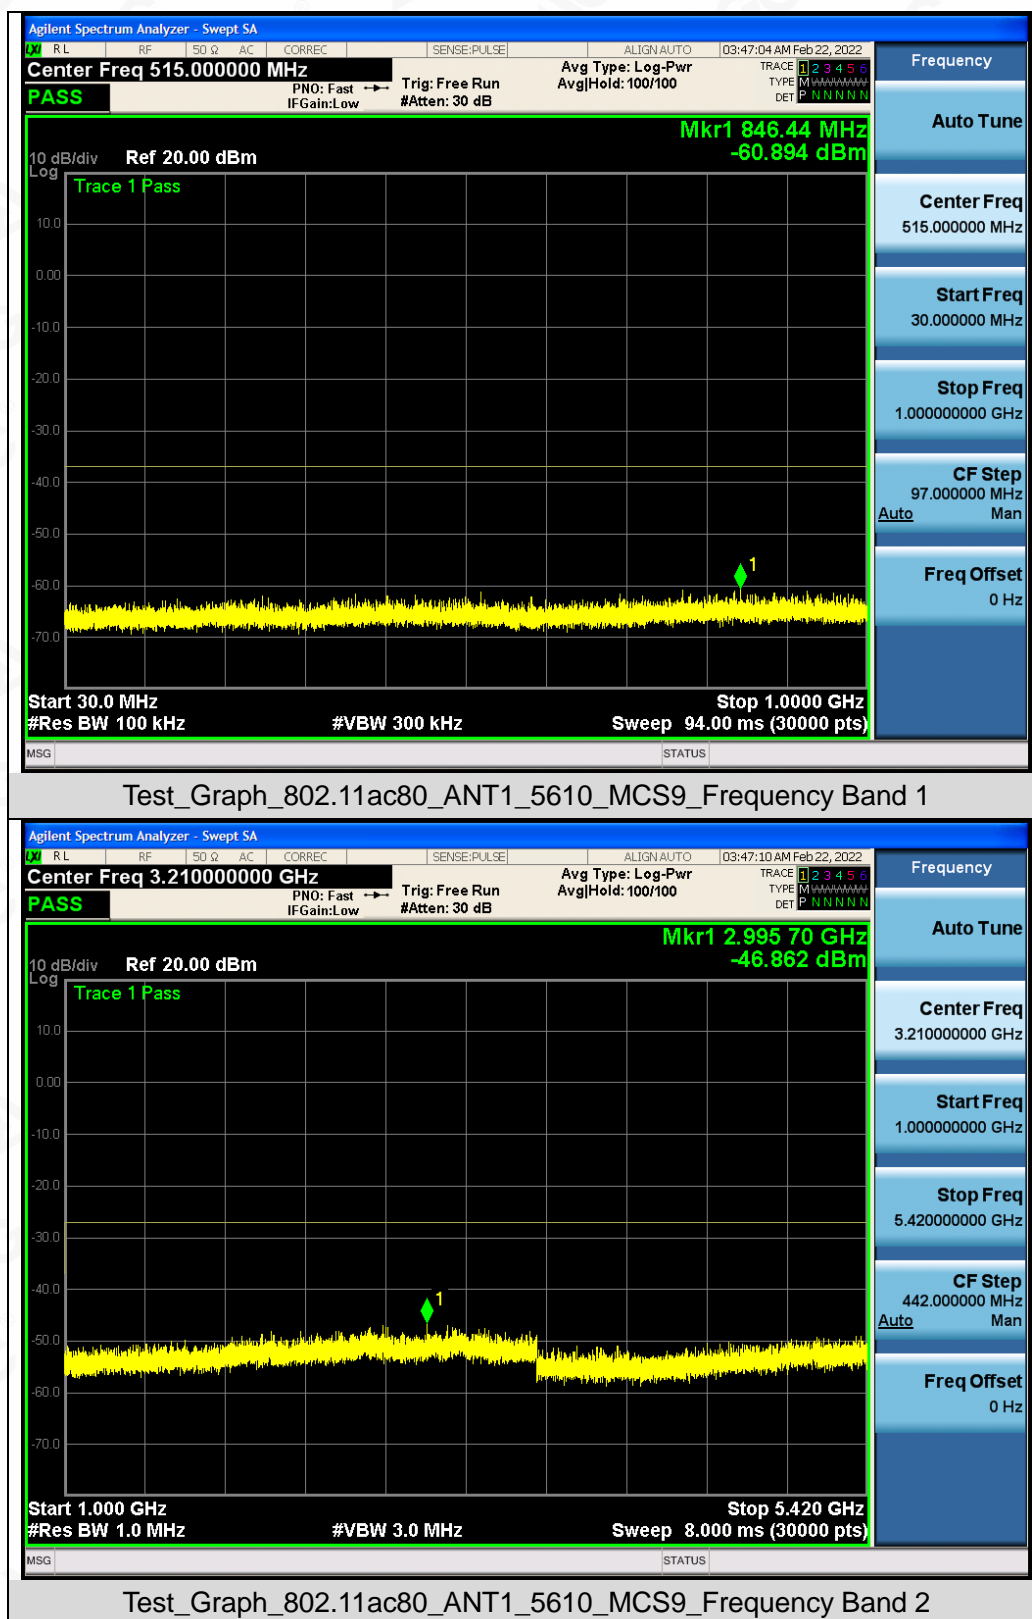 Agilent Spectrum Analyzer - Swept SA
LXI RL RF 50 Ω AC CORREC SENSE:PULSE ALIGN AUTO 03:47:04 AM Feb 22, 2022
Center Freq 515.000000 MHz
PNO: Fast
IFGain:Low
Trig: Free Run
#Atten: 30 dB
Avg Type: Log-Pwr
Avg|Hold: 100/100
TRACE 1 2 3 4 5 6
TYPE M
DET P N N N N N
PASS
Mkr1 846.44 MHz
-60.894 dBm
10 dB/div Ref 20.00 dBm
Log
Trace 1 Pass
10.0
0.00
-10.0
-20.0
-30.0
-40.0
-50.0
-60.0
-70.0
1
Start 30.0 MHz Stop 1.0000 GHz
#Res BW 100 kHz #VBW 300 kHz Sweep 94.00 ms (30000 pts)
MSG STATUS
Frequency
Auto Tune
Center Freq
515.000000 MHz
Start Freq
30.000000 MHz
Stop Freq
1.000000000 GHz
CF Step
97.000000 MHz
Auto Man
Freq Offset
0 Hz
Test_Graph_802.11ac80_ANT1_5610_MCS9_Frequency Band 1
Agilent Spectrum Analyzer - Swept SA
LXI RL RF 50 Ω AC CORREC SENSE:PULSE ALIGN AUTO 03:47:10 AM Feb 22, 2022
Center Freq 3.210000000 GHz
PNO: Fast
IFGain:Low
Trig: Free Run
#Atten: 30 dB
Avg Type: Log-Pwr
Avg|Hold: 100/100
TRACE 1 2 3 4 5 6
TYPE M
DET P N N N N N
PASS
Mkr1 2.995 70 GHz
-46.862 dBm
10 dB/div Ref 20.00 dBm
Log
Trace 1 Pass
10.0
0.00
-10.0
-20.0
-30.0
-40.0
-50.0
-60.0
-70.0
1
Start 1.000 GHz Stop 5.420 GHz
#Res BW 1.0 MHz #VBW 3.0 MHz Sweep 8.000 ms (30000 pts)
MSG STATUS
Frequency
Auto Tune
Center Freq
3.210000000 GHz
Start Freq
1.000000000 GHz
Stop Freq
5.420000000 GHz
CF Step
442.000000 MHz
Auto Man
Freq Offset
0 Hz
Test_Graph_802.11ac80_ANT1_5610_MCS9_Frequency Band 2